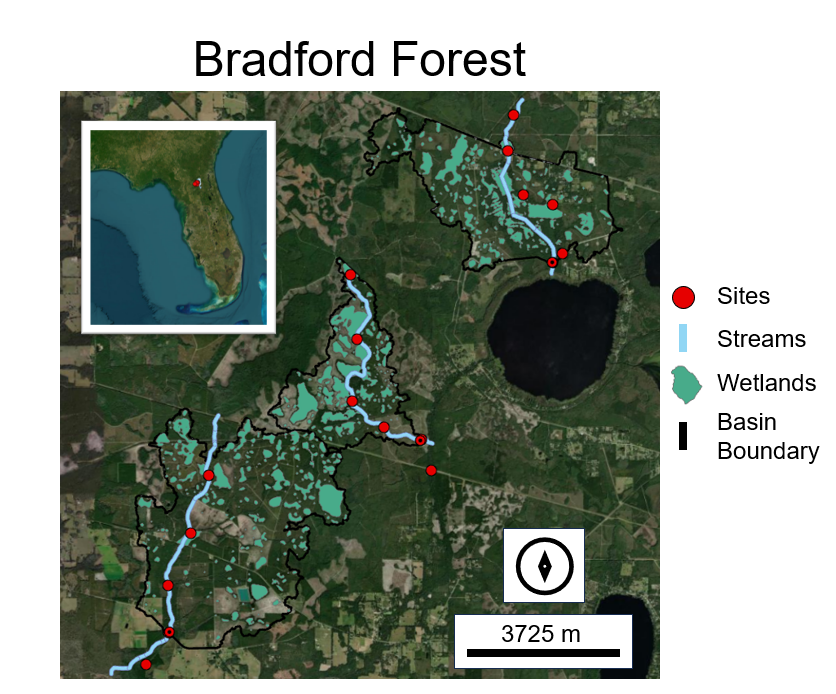 Bradford Forest
Sites
Streams
Wetlands
Basin
Boundary
3725 m